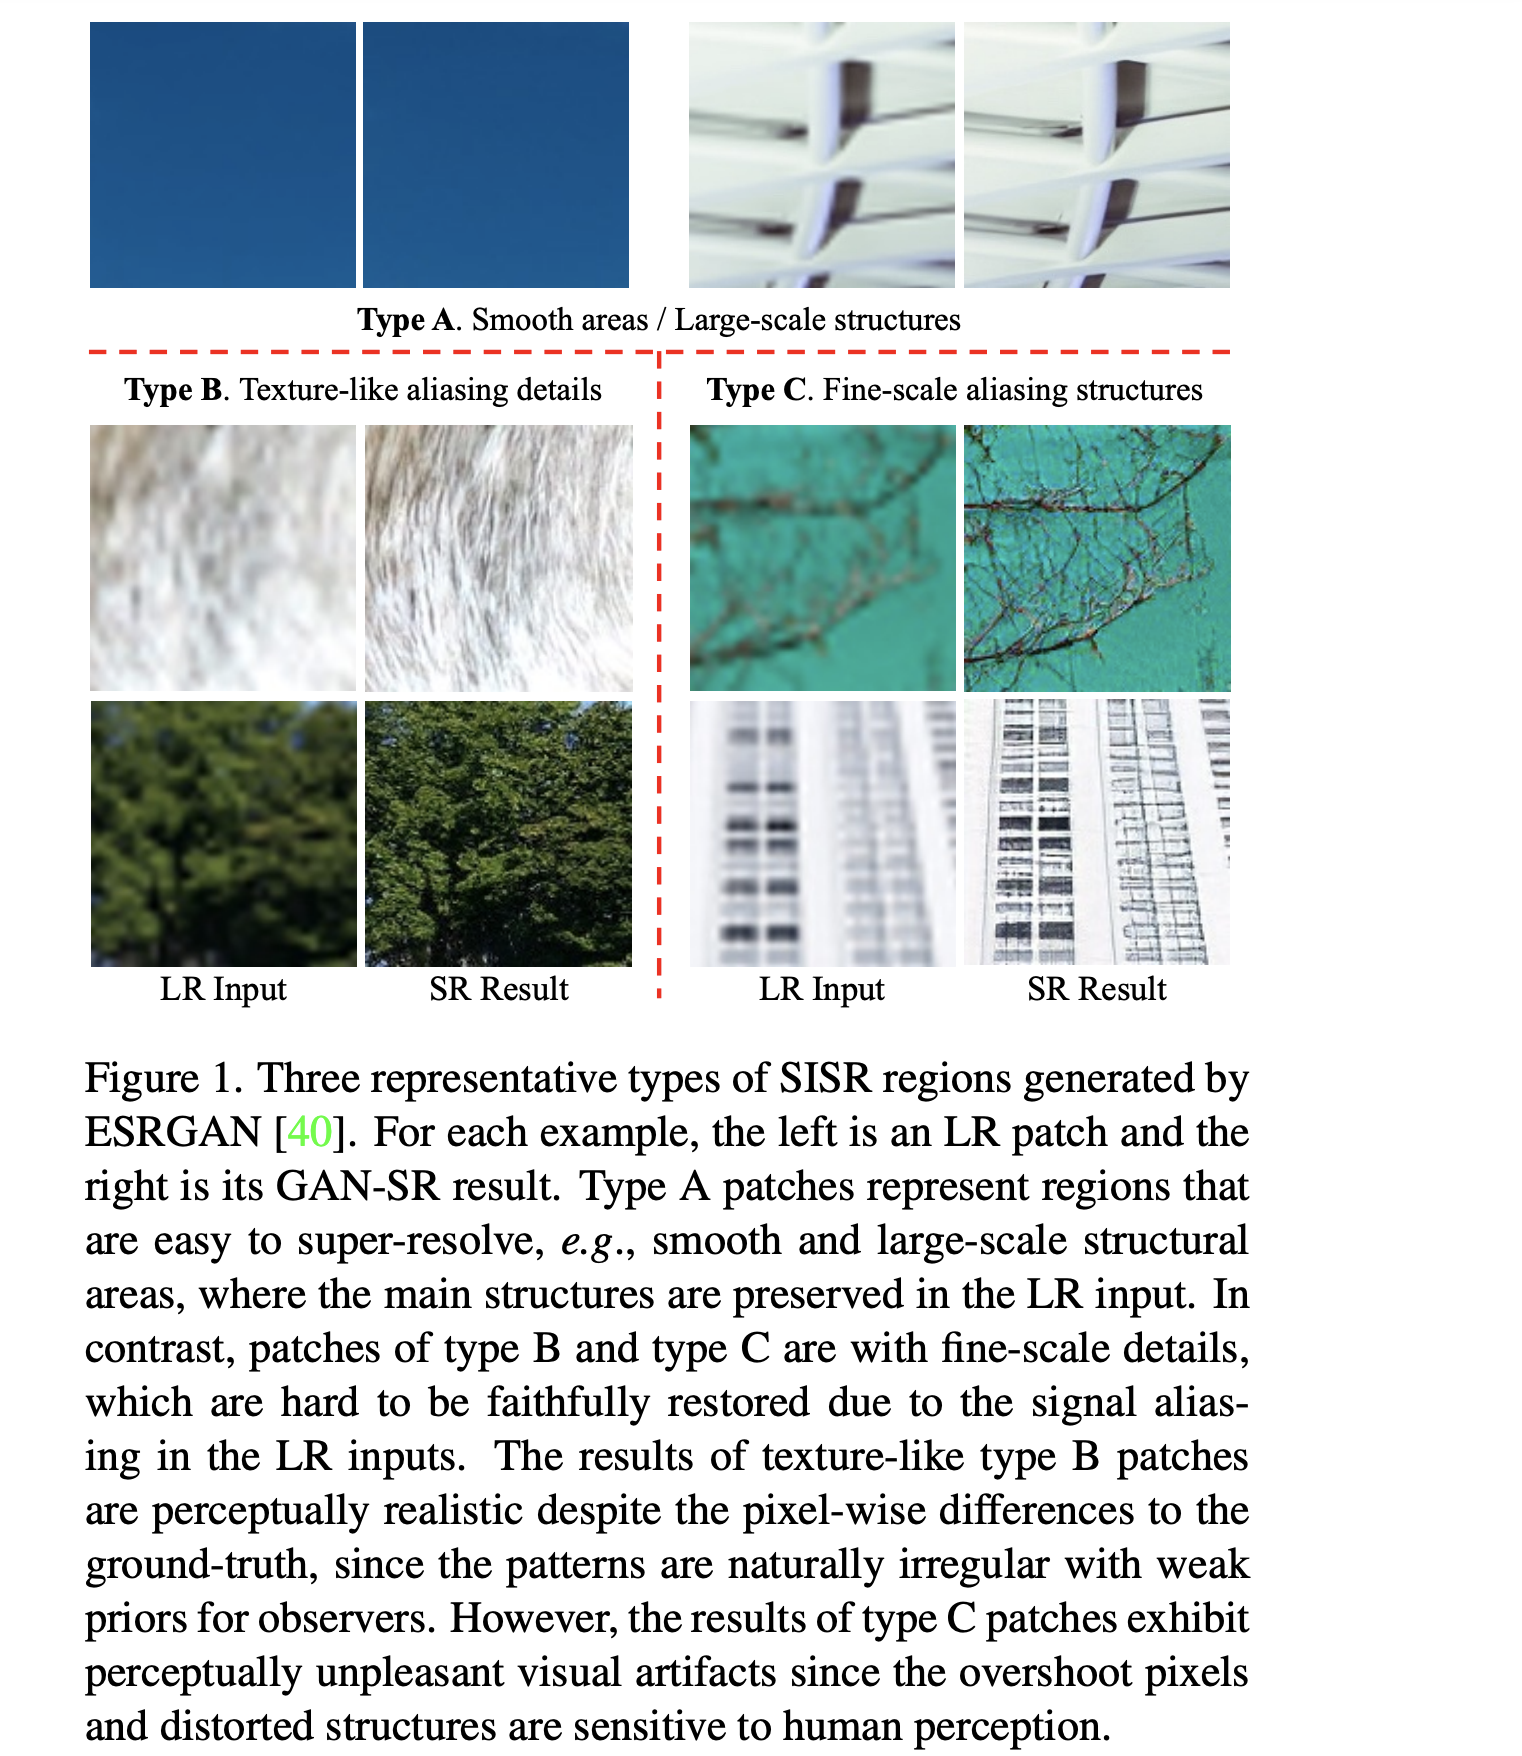 Type A. Smooth areas / Large-scale structures
Type B. Texture-like aliasing details
Type C. Fine-scale aliasing structures
LR Input
SR Result
LR Input
SR Result
Figure 1. Three representative types of SISR regions generated by
ESRGAN [40]. For each example, the left is an LR patch and the
right is its GAN-SR result. Type A patches represent regions that
are easy to super-resolve, e.g., smooth and large-scale structural
areas, where the main structures are preserved in the LR input. In
contrast, patches of type B and type C are with fine-scale details,
which are hard to be faithfully restored due to the signal alias-
ing in the LR inputs. The results of texture-like type B patches
are perceptually realistic despite the pixel-wise differences to the
ground-truth, since the patterns are naturally irregular with weak
priors for observers. However, the results of type C patches exhibit
perceptually unpleasant visual artifacts since the overshoot pixels
and distorted structures are sensitive to human perception.